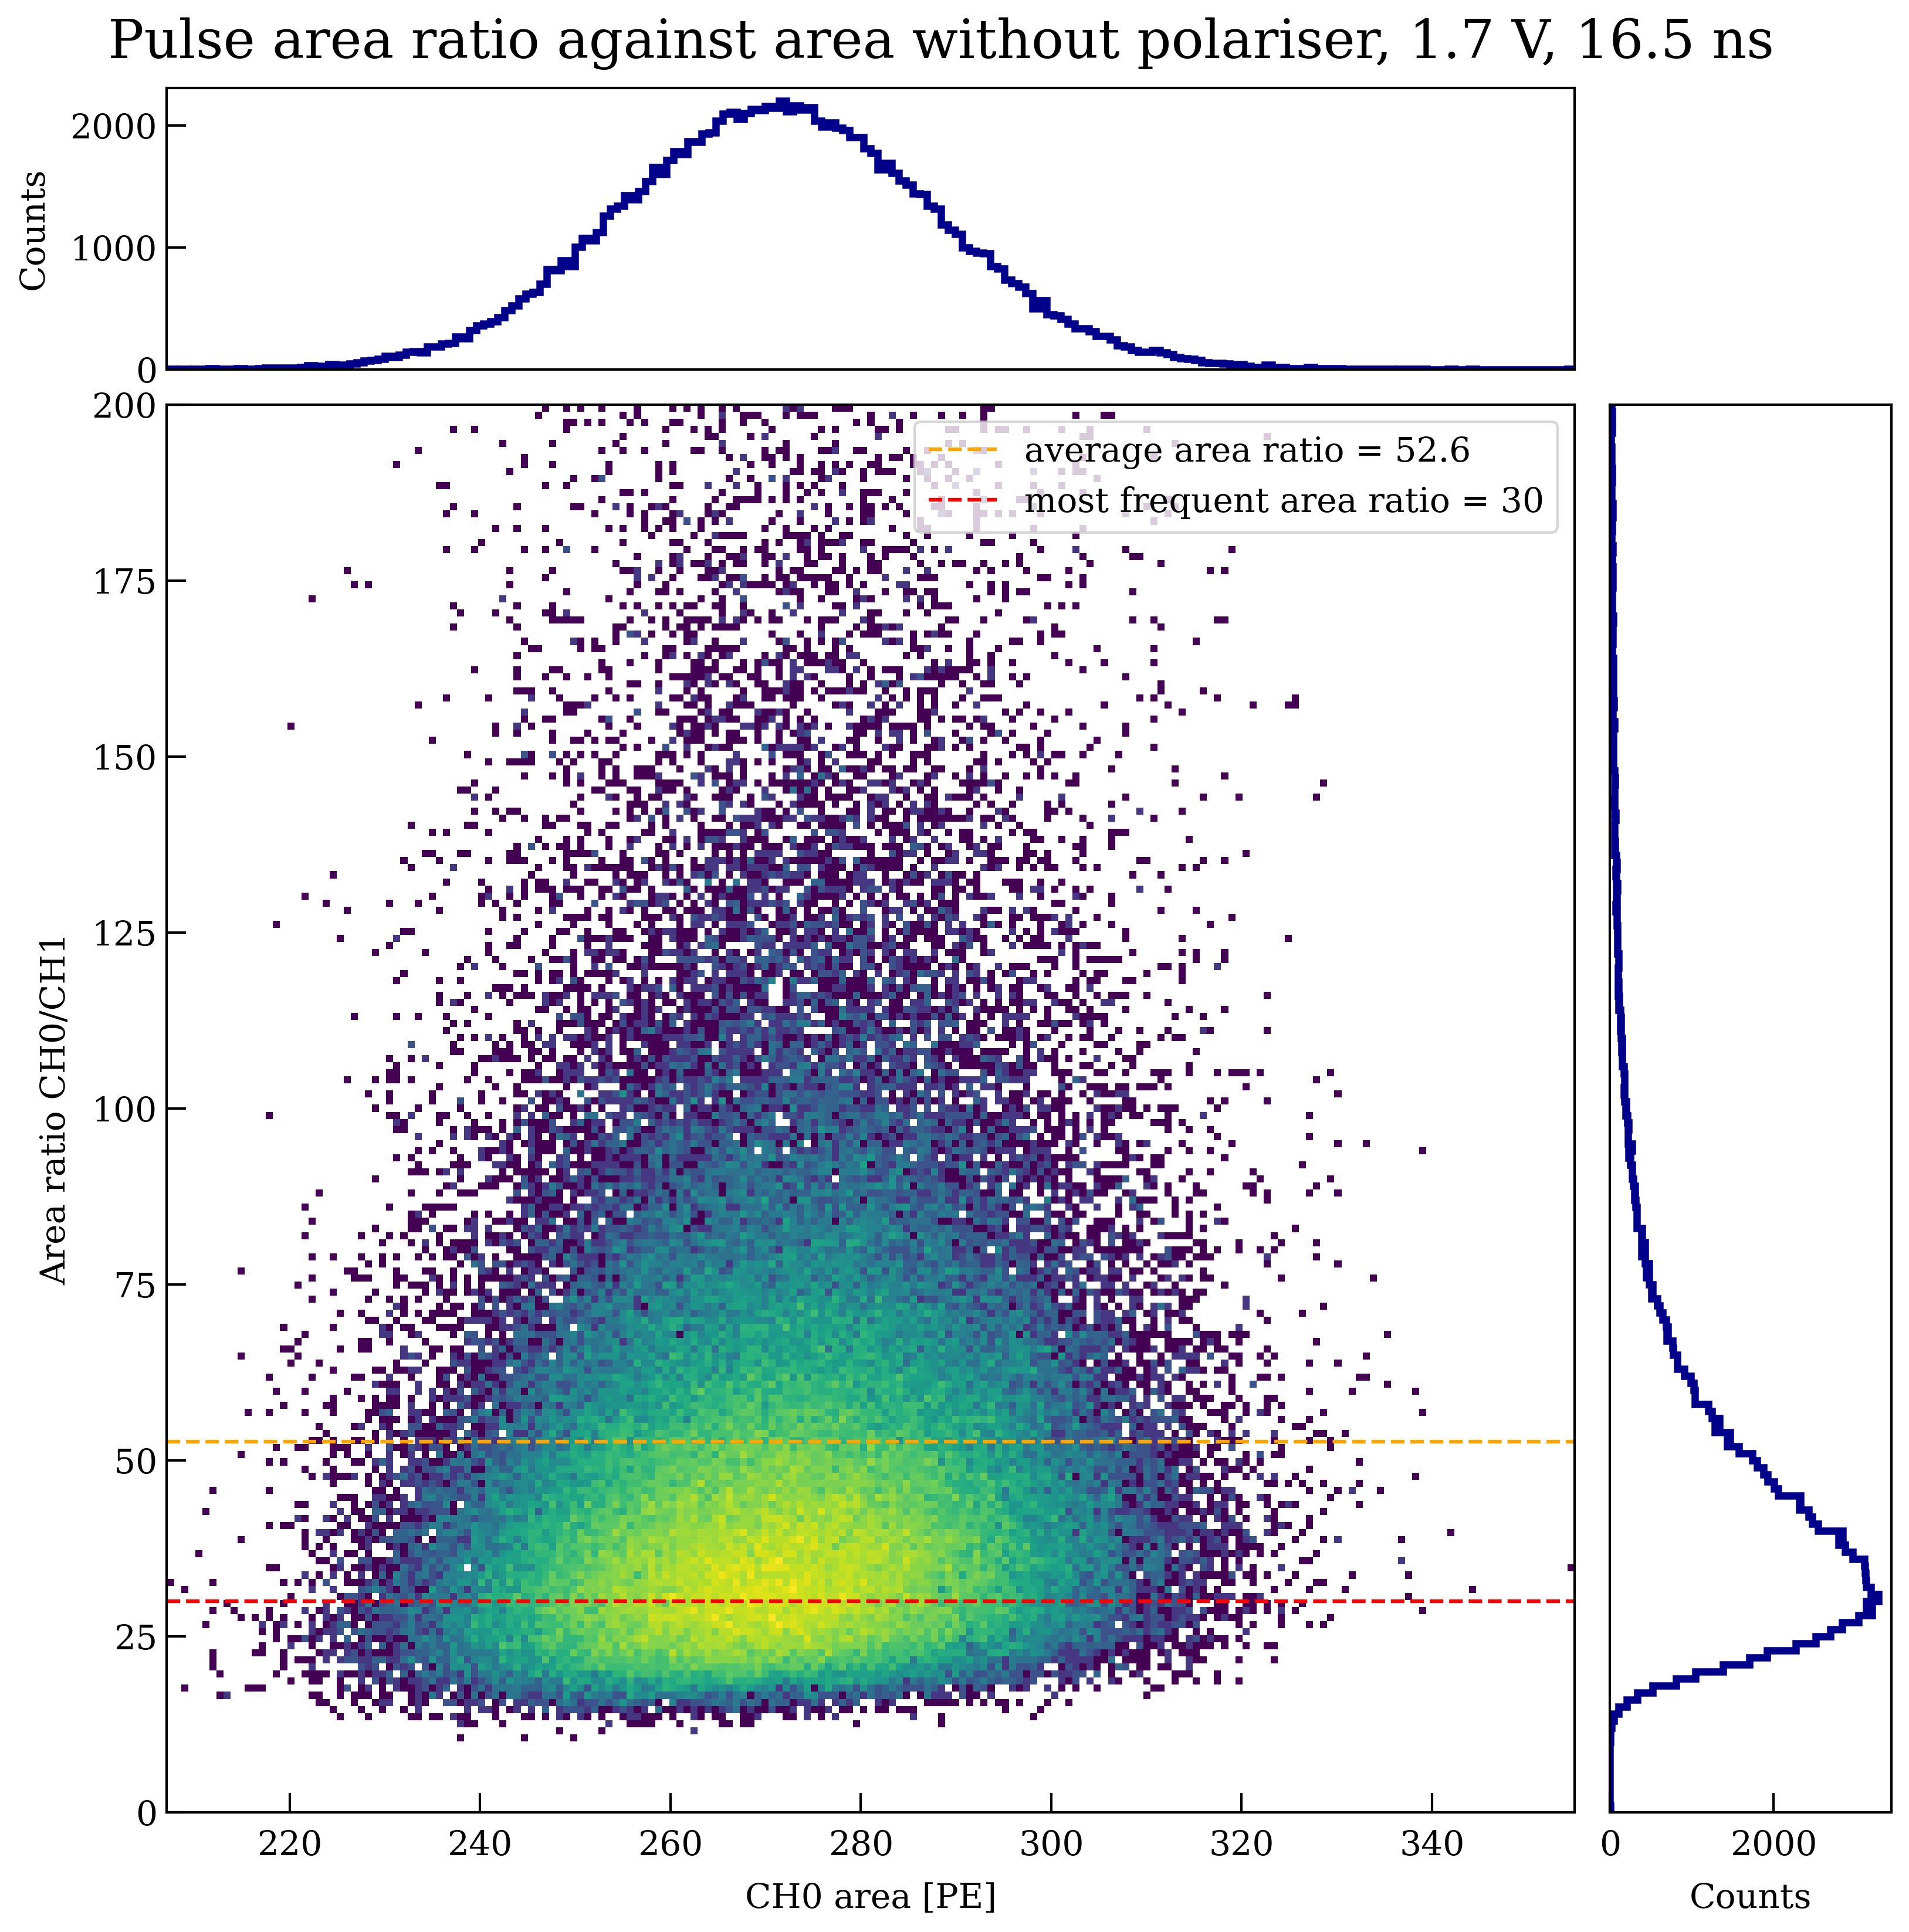 Pulse area ratio against area without polariser, 1.7 V, 16.5 ns
2000
1000
0
Counts
200
175
150
125
100
75
50
25
0
Area ratio CH0/CH1
average area ratio = 52.6
most frequent area ratio = 30
220 240 260 280 300 320 340
CH0 area [PE]
0 2000
Counts